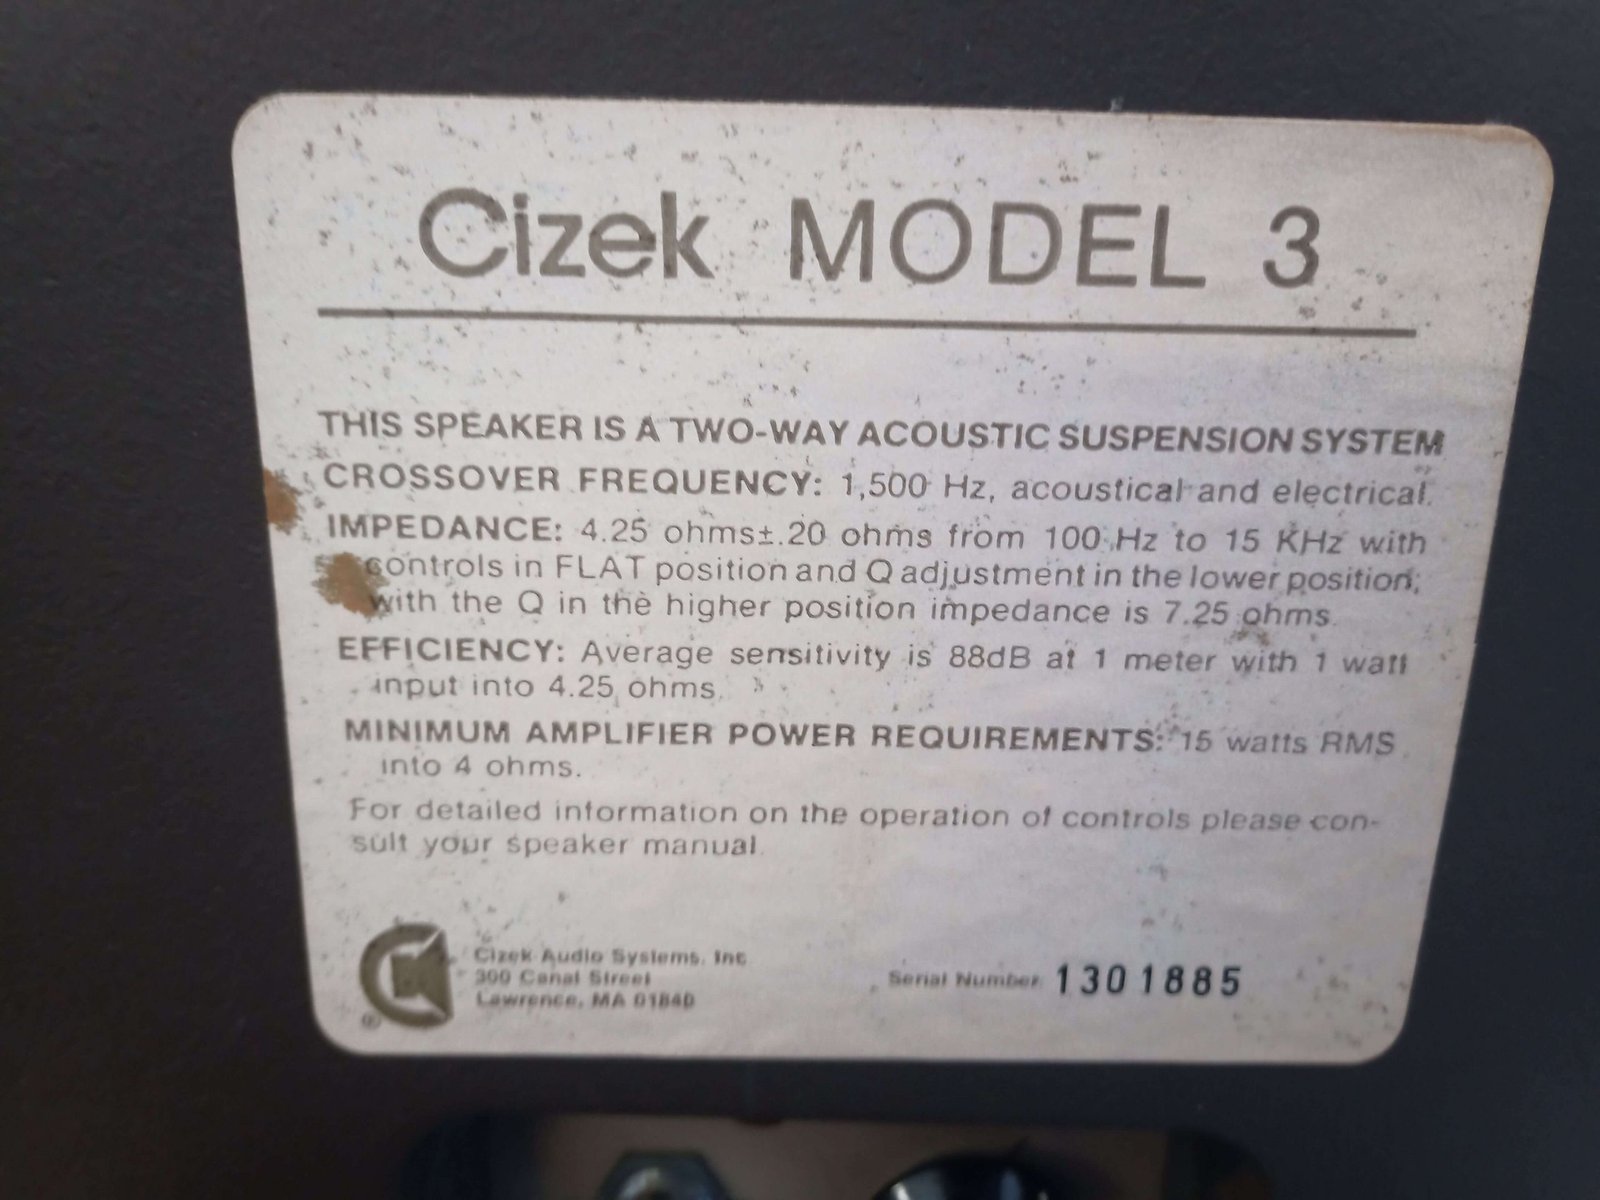 Cizek MODEL 3
THIS SPEAKER IS A TWO-WAY ACOUSTIC SUSPENSION SYSTEM
CROSSOVER FREQUENCY: 1,500 Hz, acoustical and electrical.
IMPEDANCE: 4.25 ohms±.20 ohms from 100 Hz to 15 KHz with
controls in FLAT position and Q adjustment in the lower position;
with the Q in the higher position impedance is 7.25 ohms.
EFFICIENCY: Average sensitivity is 88dB at 1 meter with 1 watt
input into 4.25 ohms.
MINIMUM AMPLIFIER POWER REQUIREMENTS: 15 watts RMS
into 4 ohms.
For detailed information on the operation of controls please con-
sult your speaker manual.
Cizek Audio Systems, Inc
300 Canal Street
Lawrence, MA 01840
Serial Number 1301885
®